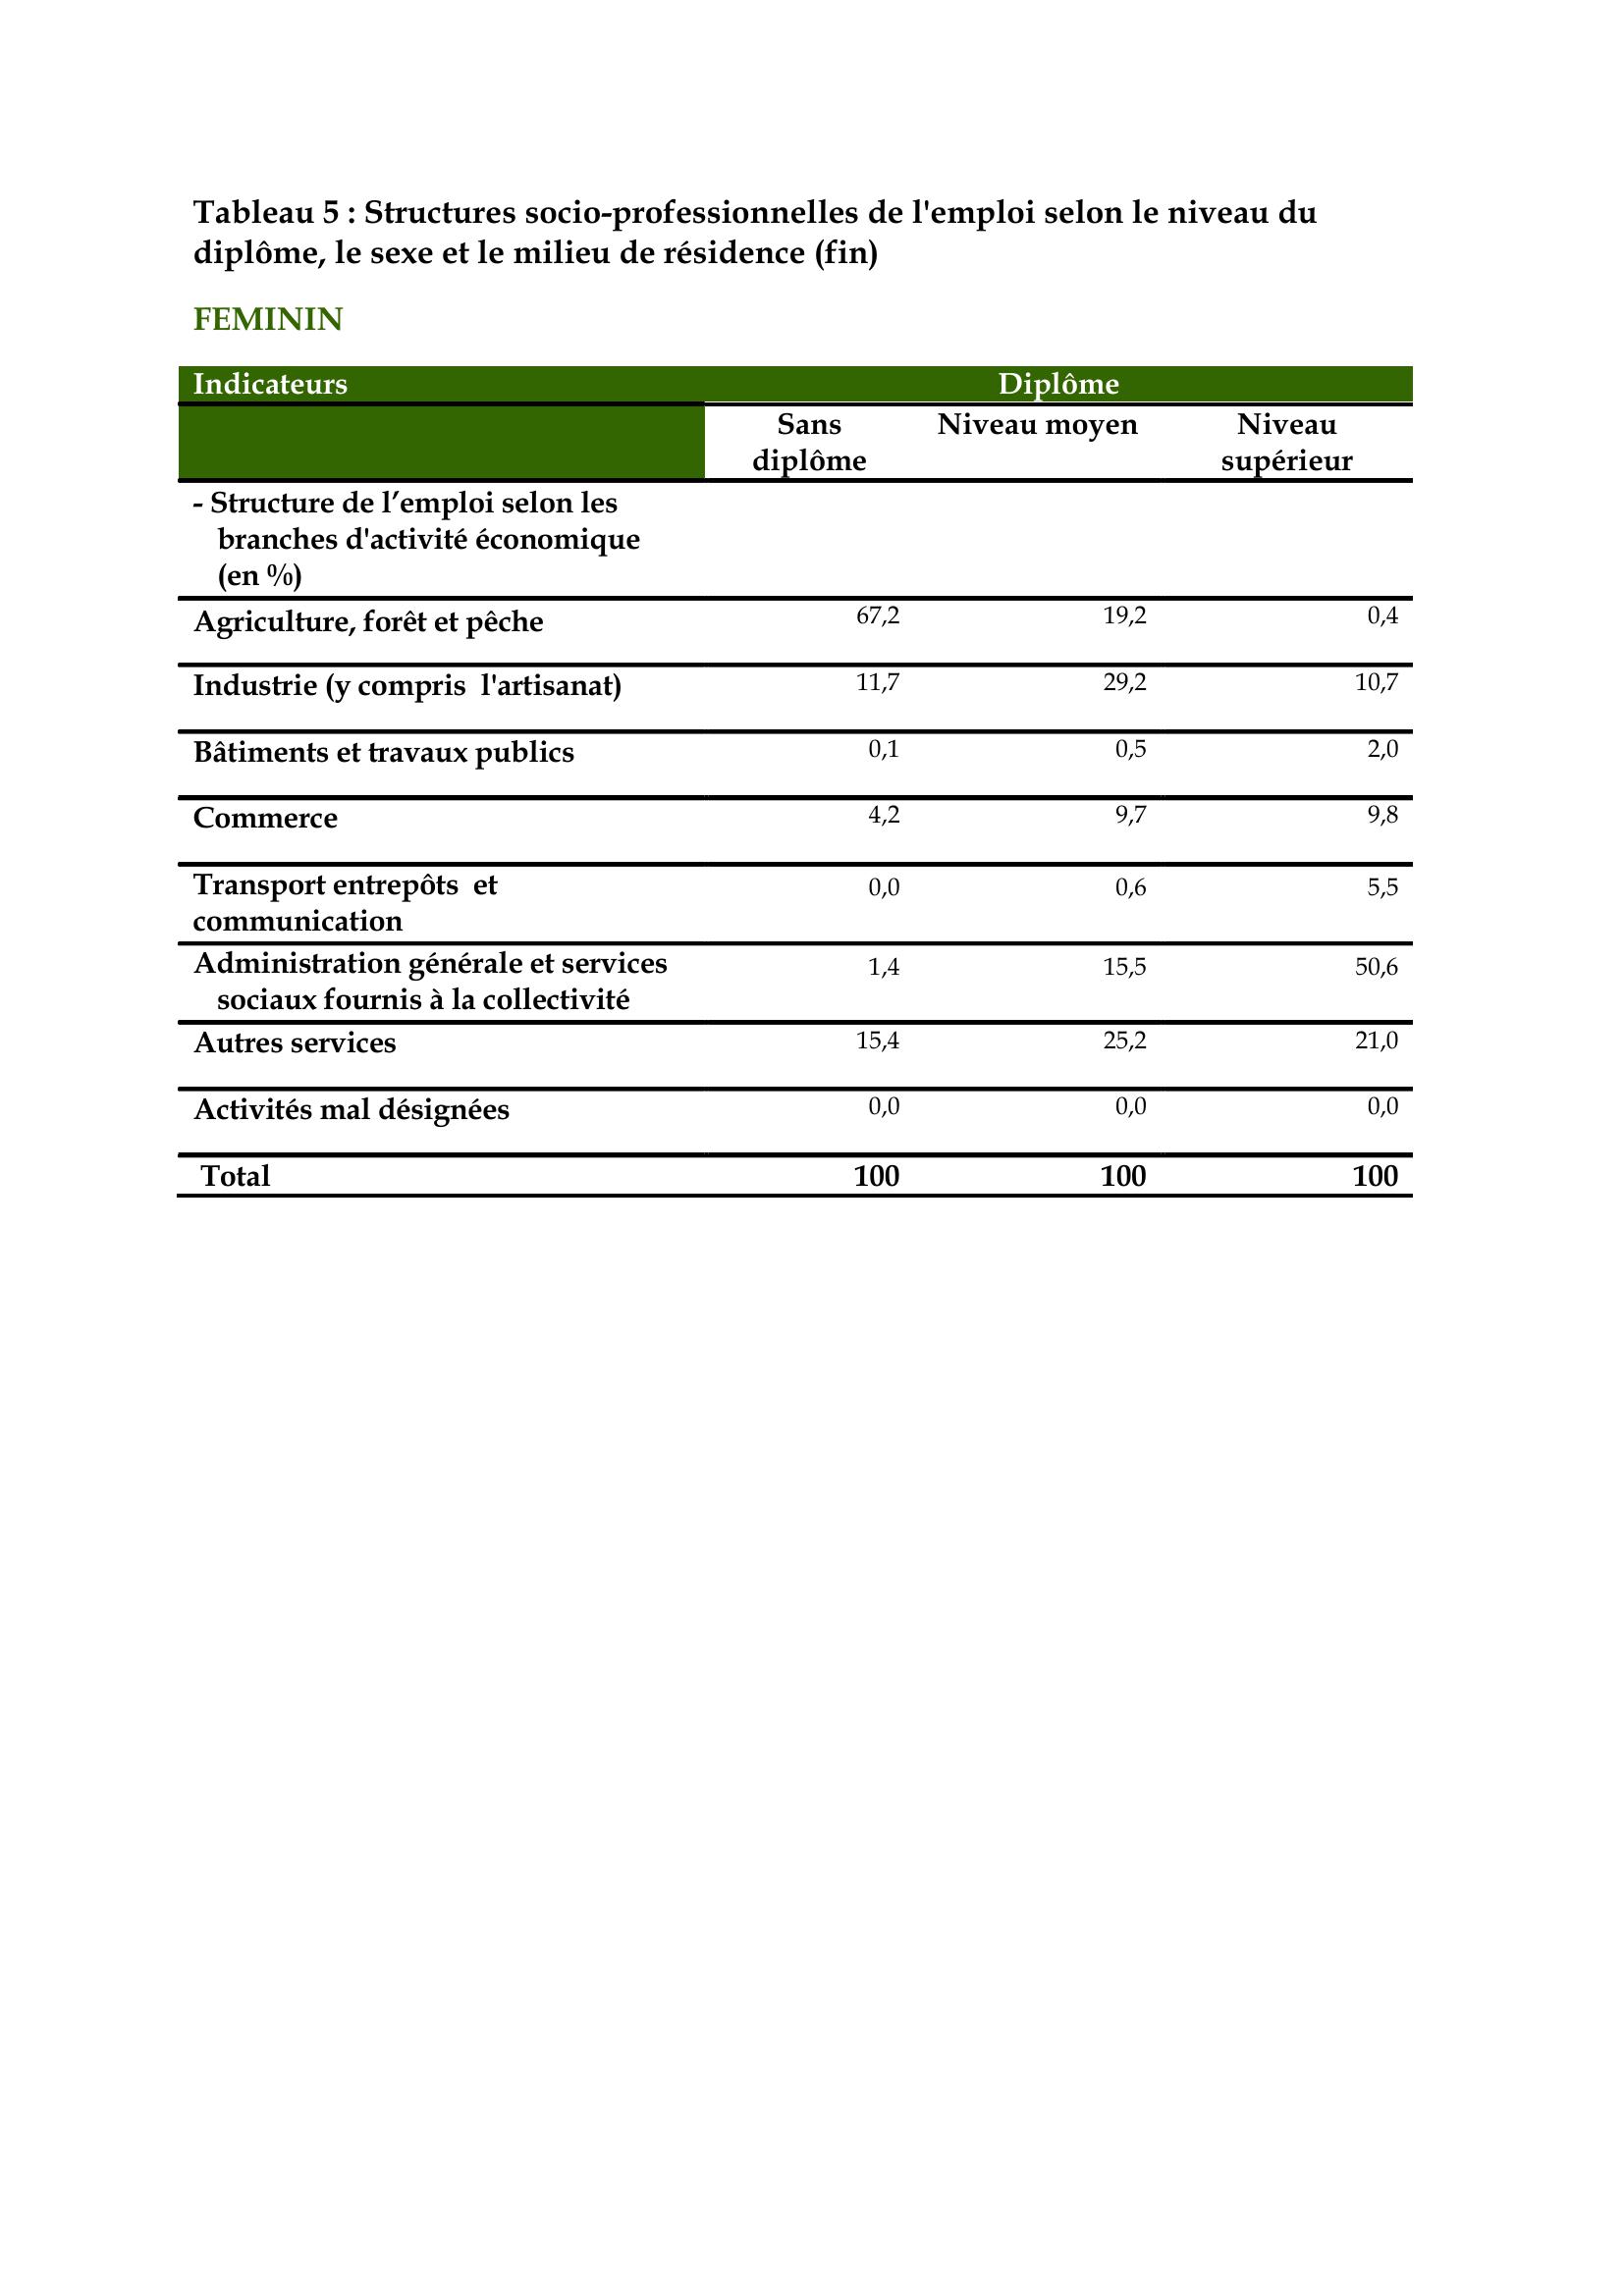 Tableau 5 : Structures socio-professionnelles de l'emploi selon le niveau du
diplôme, le sexe et le milieu de résidence (fin)
FEMININ
Indicateurs Diplôme
Sans Niveau moyen Niveau
diplôme supérieur
- Structure de l’emploi selon les
branches d'activité économique
(en %)
Agriculture, forêt et pêche 67,2 19,2 0,4
Industrie (y compris l'artisanat) 11,7 29,2 10,7
Bâtiments et travaux publics 0,1 0,5 2,0
Commerce 4,2 9,7 9,8
Transport entrepôts et 0,0 0,6 5,5
communication
Administration générale et services 1,4 15,5 50,6
sociaux fournis à la collectivité
Autres services 15,4 25,2 21,0
Activités mal désignées 0,0 0,0 0,0
Total 100 100 100